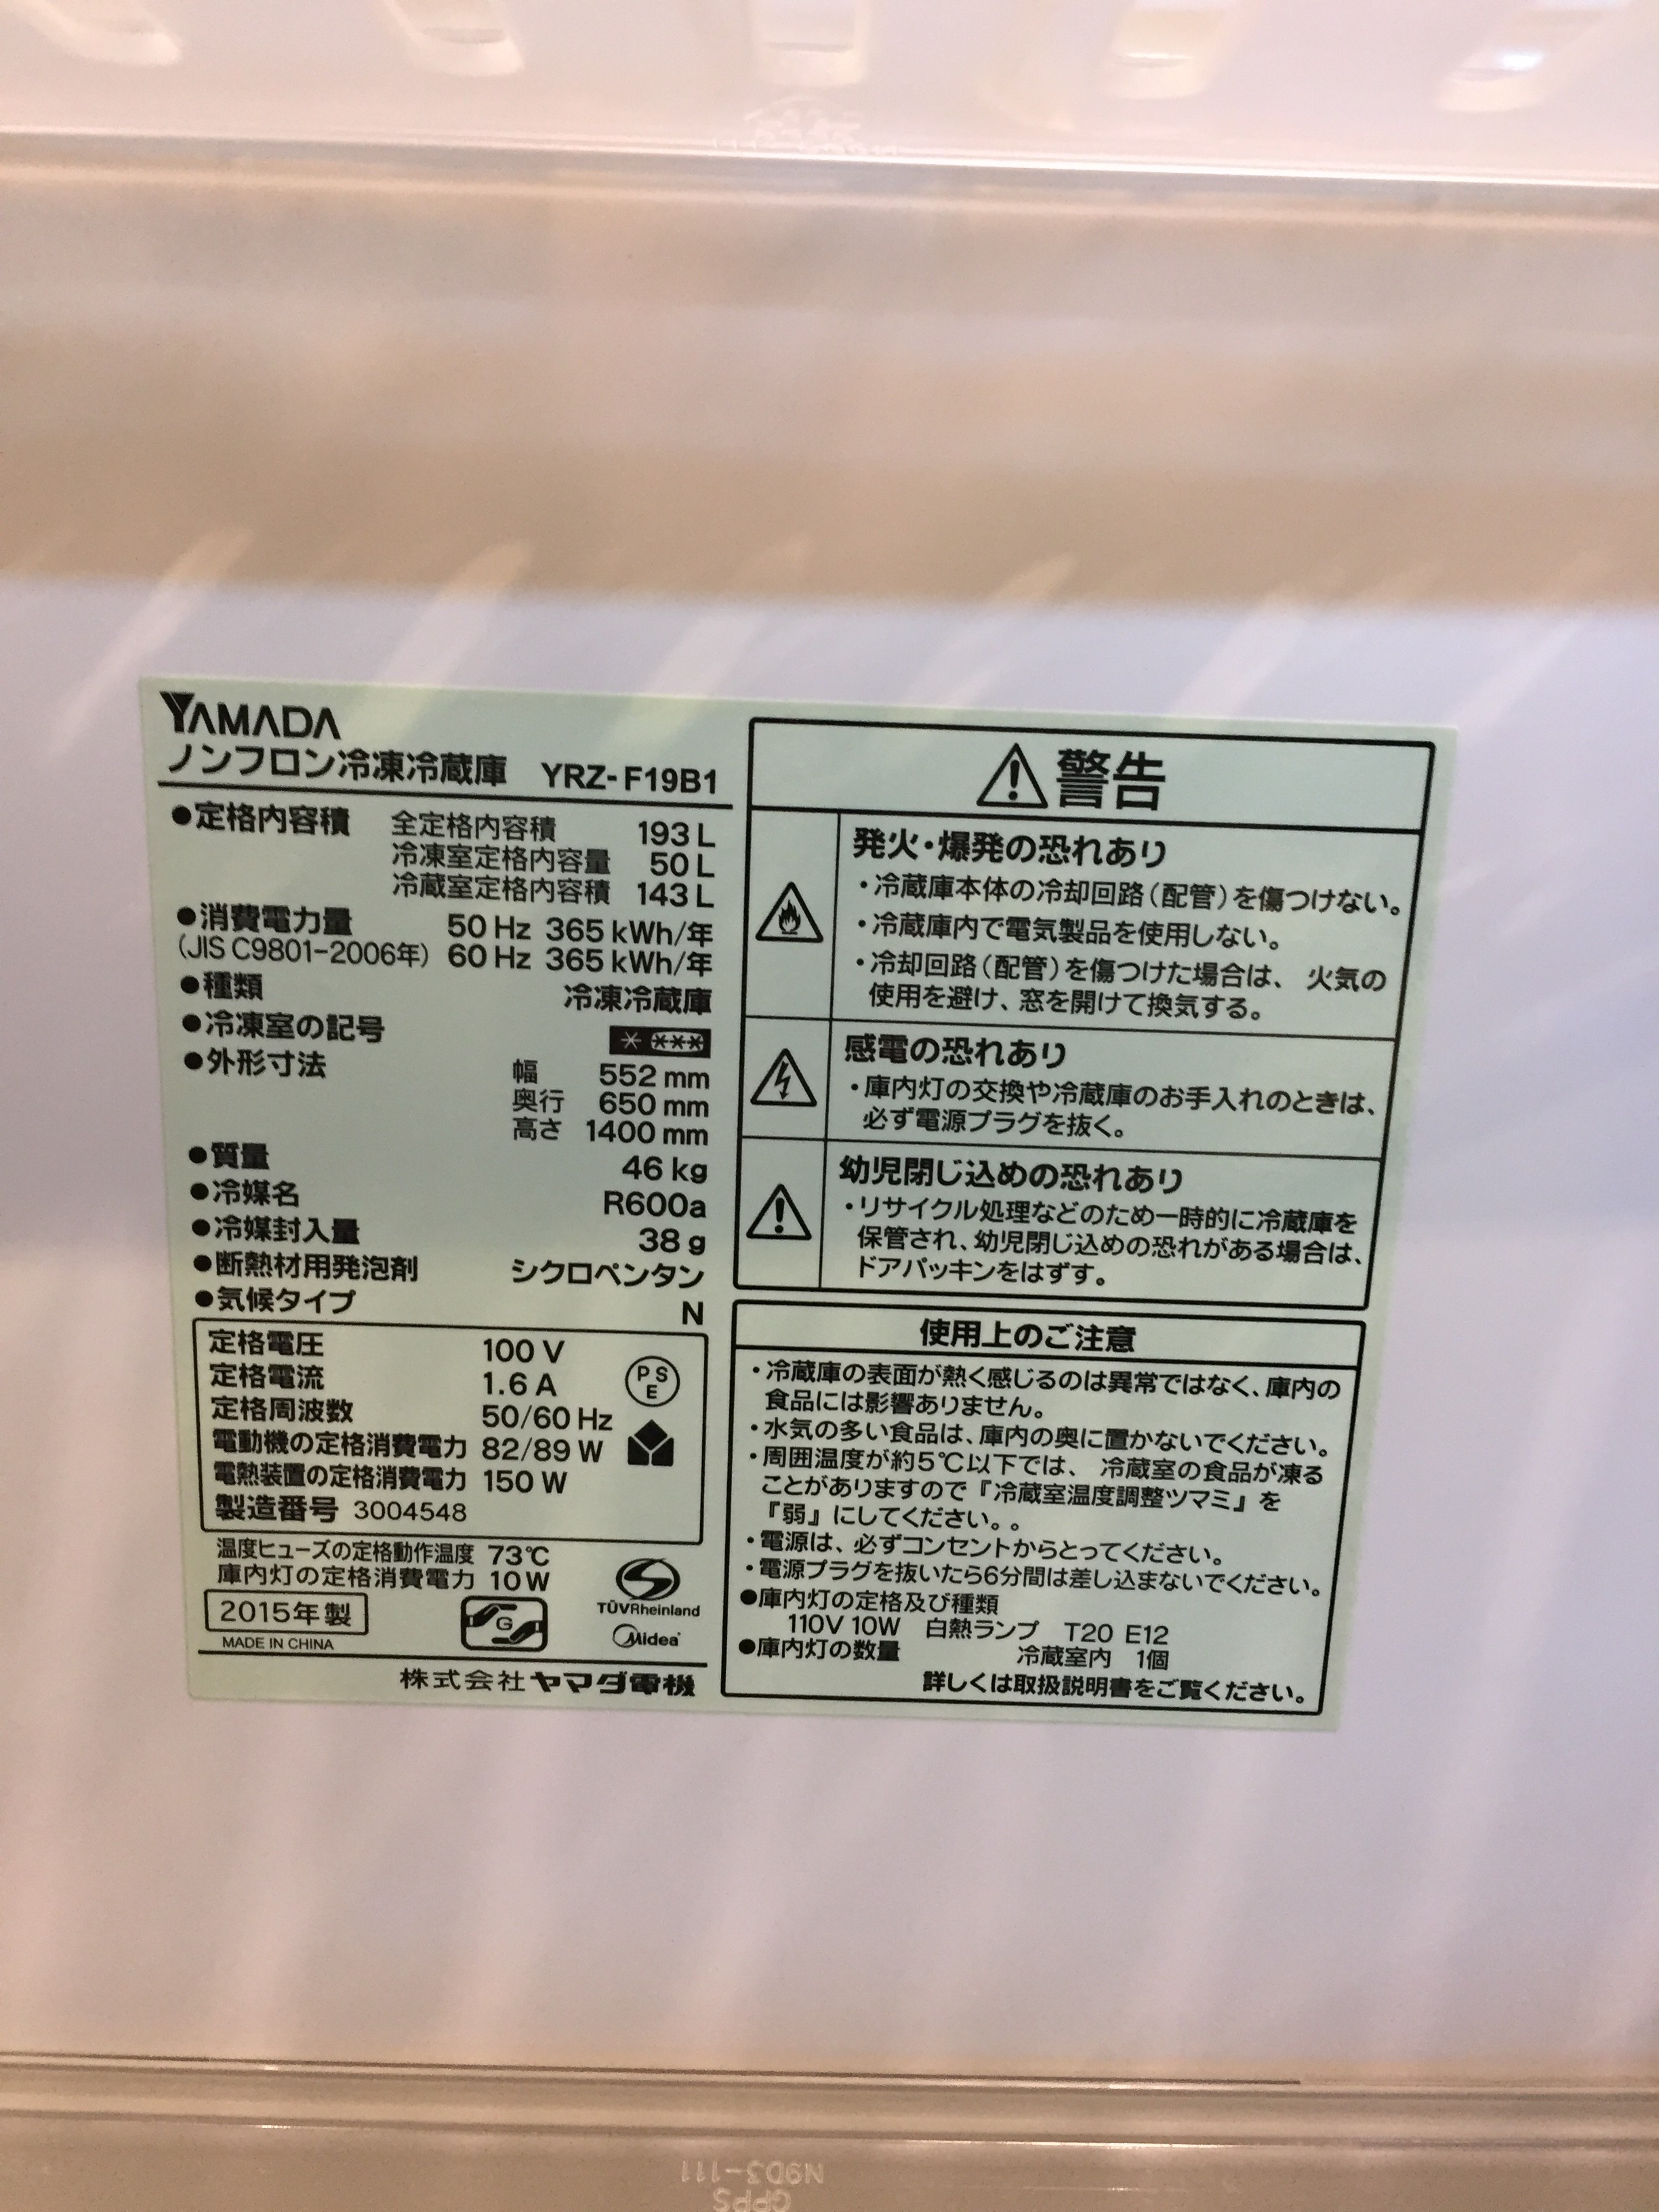 YAMADA
ノンフロン冷凍冷蔵庫 YRZ-F19B1
●定格内容積 全定格内容積 193 L
冷凍室定格内容量 50 L
冷蔵室定格内容積 143 L
●消費電力量 50 Hz 365 kWh/年
(JIS C9801-2006年) 60 Hz 365 kWh/年
●種類 冷凍冷蔵庫
●冷凍室の記号 * ***
●外形寸法 幅 552 mm
奥行 650 mm
高さ 1400 mm
●質量 46 kg
●冷媒名 R600a
●冷媒封入量 38 g
●断熱材用発泡剤 シクロペンタン
●気候タイプ N
定格電圧 100 V
定格電流 1.6 A
PS
E
定格周波数 50/60 Hz
電動機の定格消費電力 82/89 W
電熱装置の定格消費電力 150 W
製造番号 3004548
温度ヒューズの定格動作温度 73℃
庫内灯の定格消費電力 10W
2015年製
MADE IN CHINA
G
TÜVRheinland
Midea
株式会社ヤマダ電機
警告
発火・爆発の恐れあり
・冷蔵庫本体の冷却回路(配管)を傷つけない。
・冷蔵庫内で電気製品を使用しない。
・冷却回路(配管)を傷つけた場合は、火気の
使用を避け、窓を開けて換気する。
感電の恐れあり
・庫内灯の交換や冷蔵庫のお手入れのときは、
必ず電源プラグを抜く。
幼児閉じ込めの恐れあり
・リサイクル処理などのため一時的に冷蔵庫を
保管され、幼児閉じ込めの恐れがある場合は、
ドアパッキンをはずす。
使用上のご注意
・冷蔵庫の表面が熱く感じるのは異常ではなく、庫内の
食品には影響ありません。
・水気の多い食品は、庫内の奥に置かないでください。
・周囲温度が約5℃以下では、冷蔵室の食品が凍る
ことがありますので『冷蔵室温度調整ツマミ』を
『弱』にしてください。。
・電源は、必ずコンセントからとってください。
・電源プラグを抜いたら6分間は差し込まないでください。
●庫内灯の定格及び種類
110V 10W 白熱ランプ T20 E12
●庫内灯の数量 冷蔵室内 1個
詳しくは取扱説明書をご覧ください。
N9D3-111
GPPS